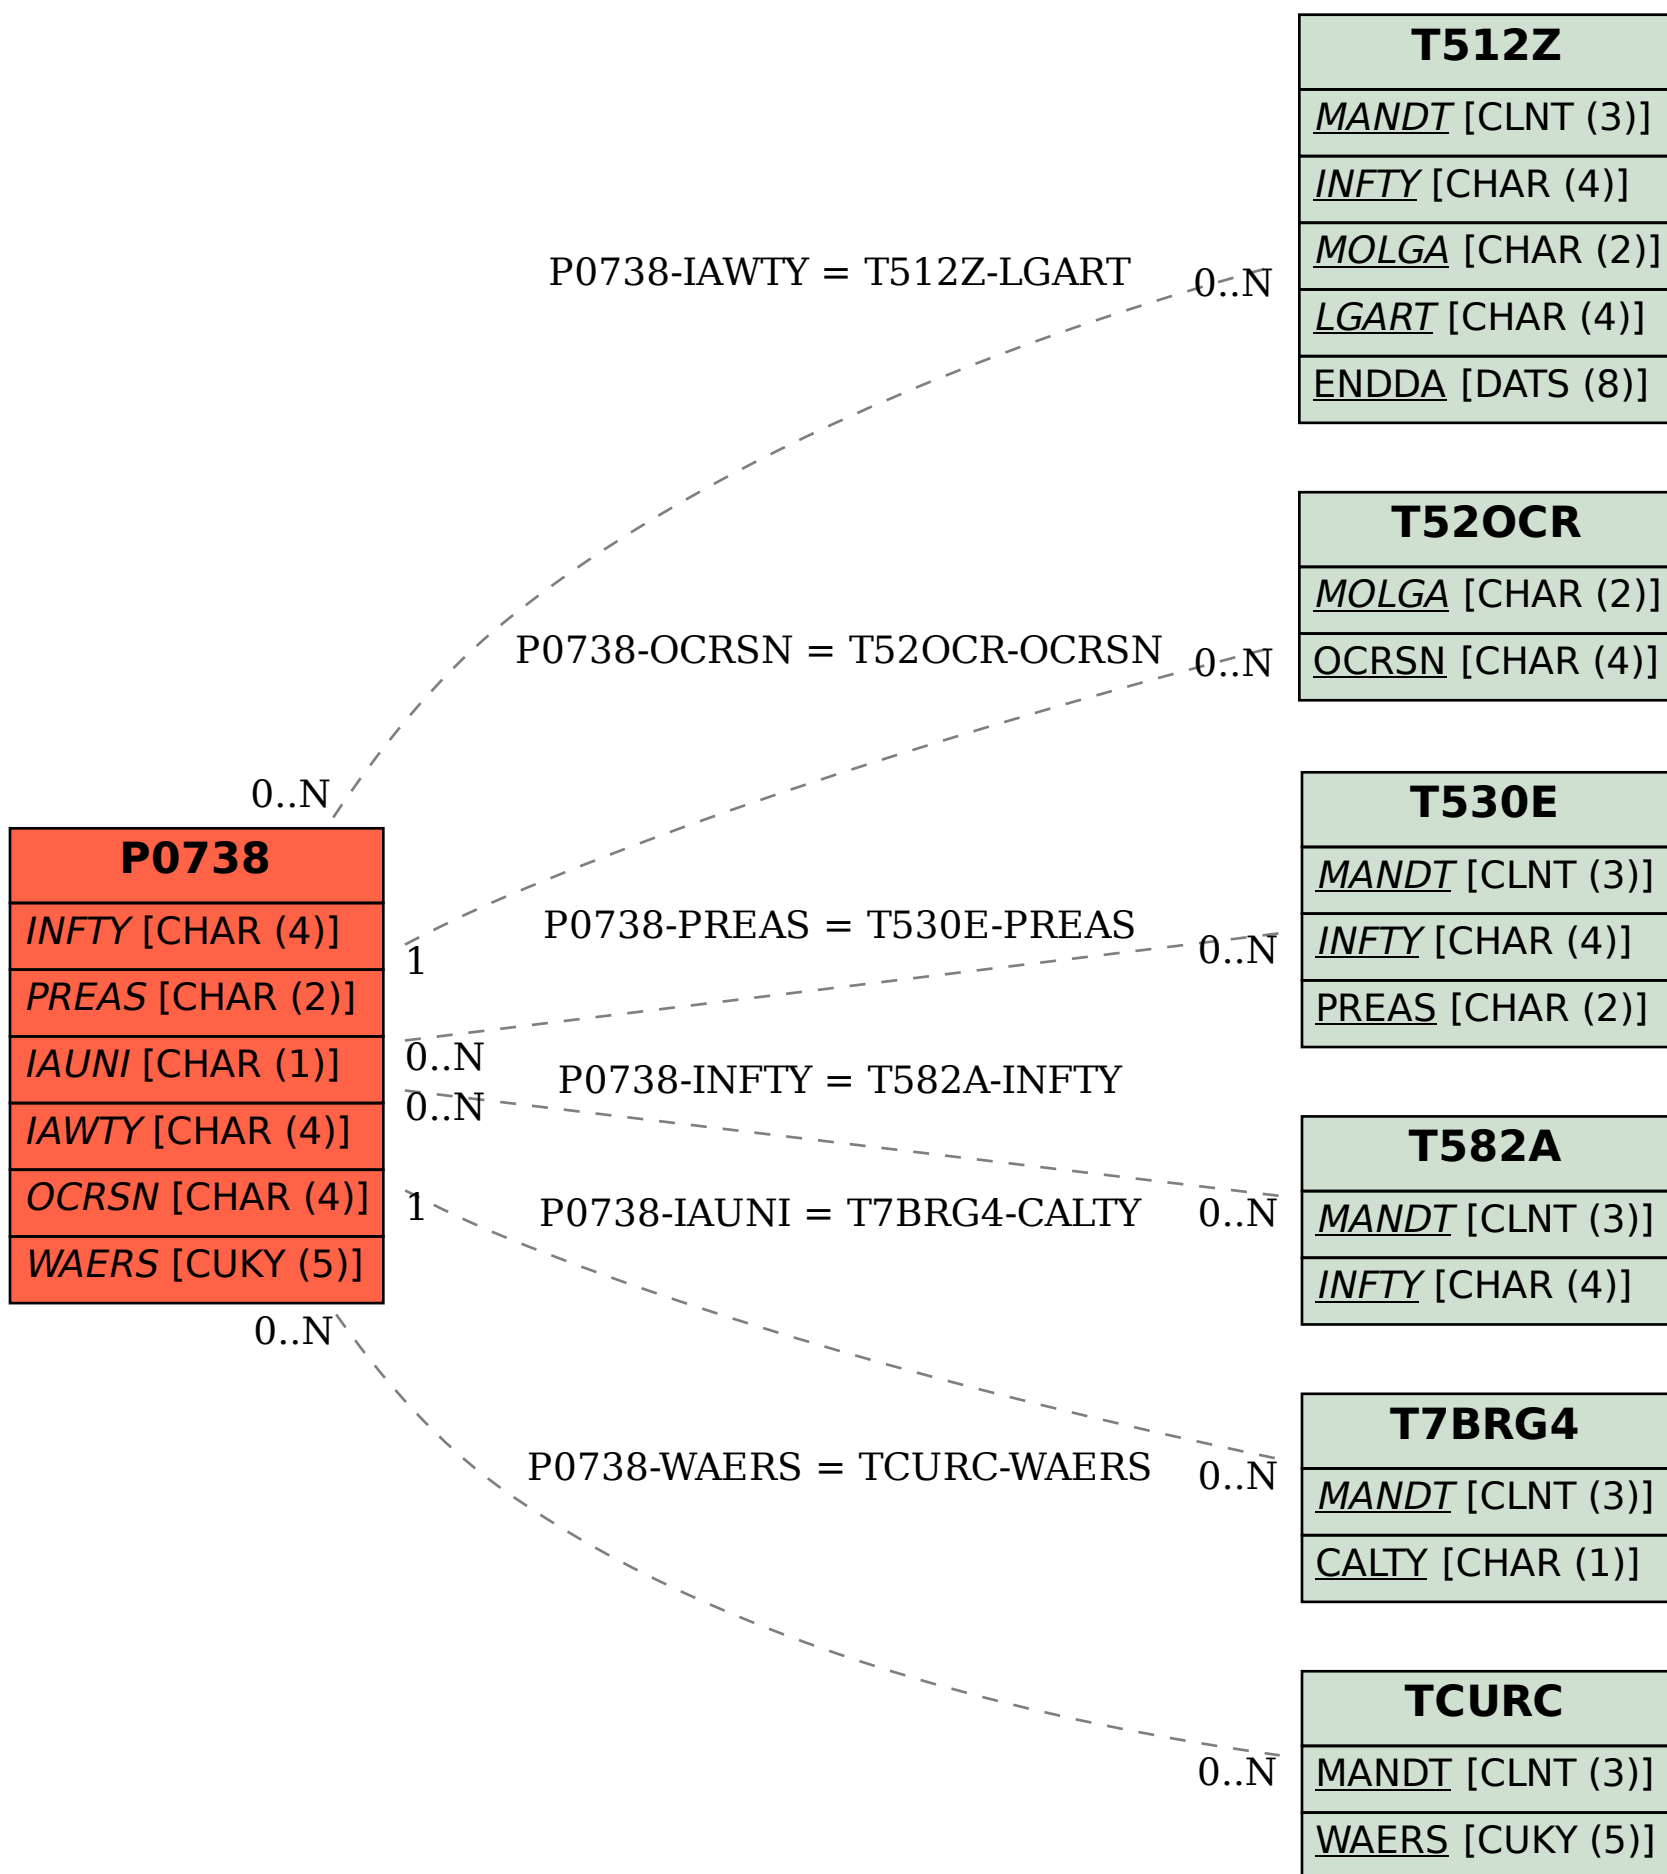 T512Z
MANDT [CLNT (3)]
INFTY [CHAR (4)]
MOLGA [CHAR (2)]
LGART [CHAR (4)]
ENDDA [DATS (8)]
P0738-IAWTY = T512Z-LGART
0..N
0..N
T52OCR
MOLGA [CHAR (2)]
OCRSN [CHAR (4)]
P0738-OCRSN = T52OCR-OCRSN
0..N
1
T530E
MANDT [CLNT (3)]
INFTY [CHAR (4)]
PREAS [CHAR (2)]
P0738-PREAS = T530E-PREAS
0..N
0..N
P0738
INFTY [CHAR (4)]
PREAS [CHAR (2)]
IAUNI [CHAR (1)]
IAWTY [CHAR (4)]
OCRSN [CHAR (4)]
WAERS [CUKY (5)]
P0738-INFTY = T582A-INFTY
0..N
0..N
T582A
MANDT [CLNT (3)]
INFTY [CHAR (4)]
P0738-IAUNI = T7BRG4-CALTY
1
0..N
T7BRG4
MANDT [CLNT (3)]
CALTY [CHAR (1)]
P0738-WAERS = TCURC-WAERS
0..N
0..N
TCURC
MANDT [CLNT (3)]
WAERS [CUKY (5)]